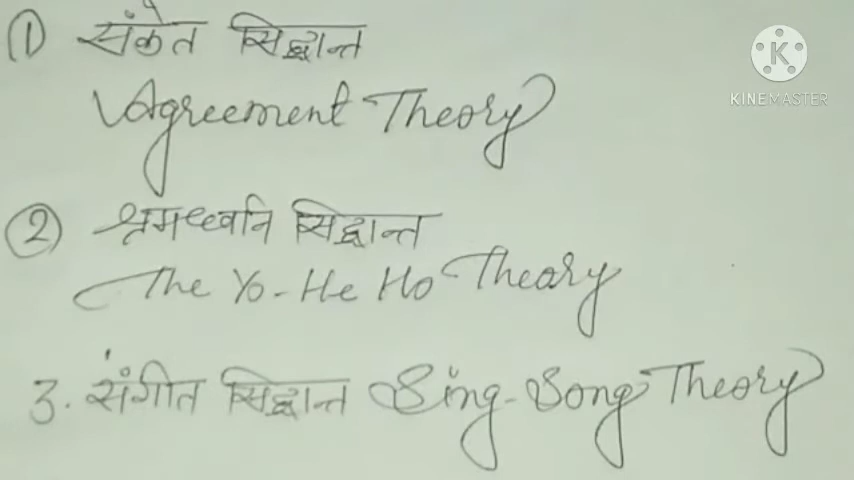 ① संकेत सिद्धान्त
Agreement Theory
② श्रमध्वनि सिद्धान्त
The Yo-He Ho Theory
3. संगीत सिद्धान्त Sing-Song Theory
K
KINEMASTER